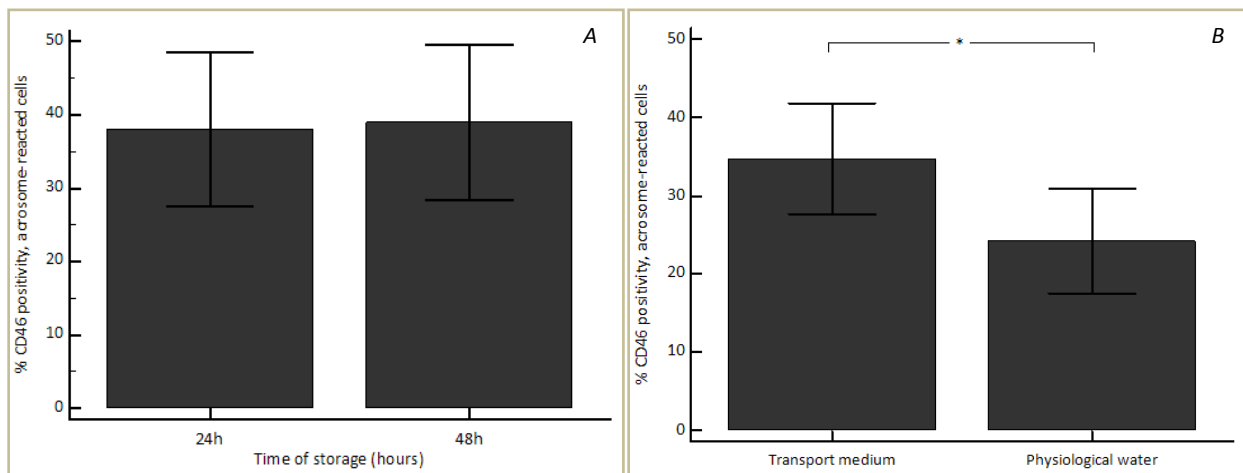 A
% CD46 positivity, acrosome-reacted cells
50
40
30
20
10
0
24h
48h
Time of storage (hours)
B
% CD46 positivity, acrosome-reacted cells
50
40
30
20
10
0
*
Transport medium
Physiological water